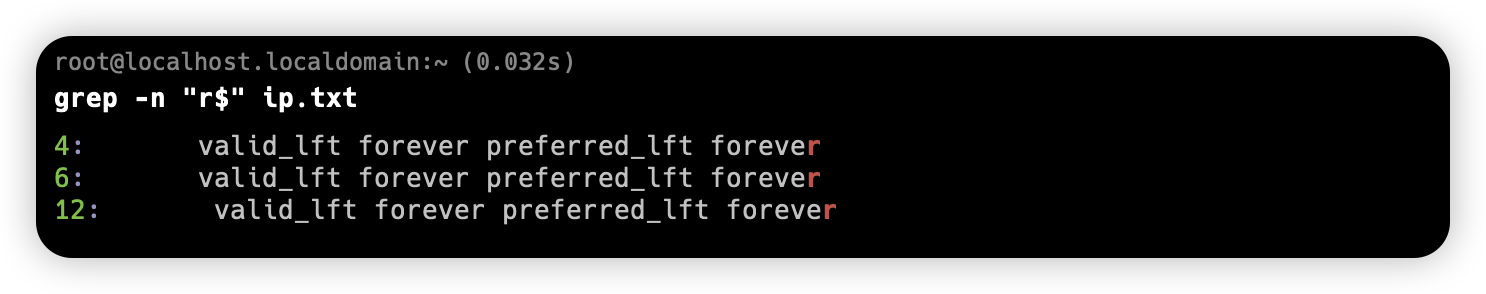 root@localhost.localdomain:~ (0.032s)
grep -n "r$" ip.txt
4:       valid_lft forever preferred_lft forever
6:       valid_lft forever preferred_lft forever
12:       valid_lft forever preferred_lft forever